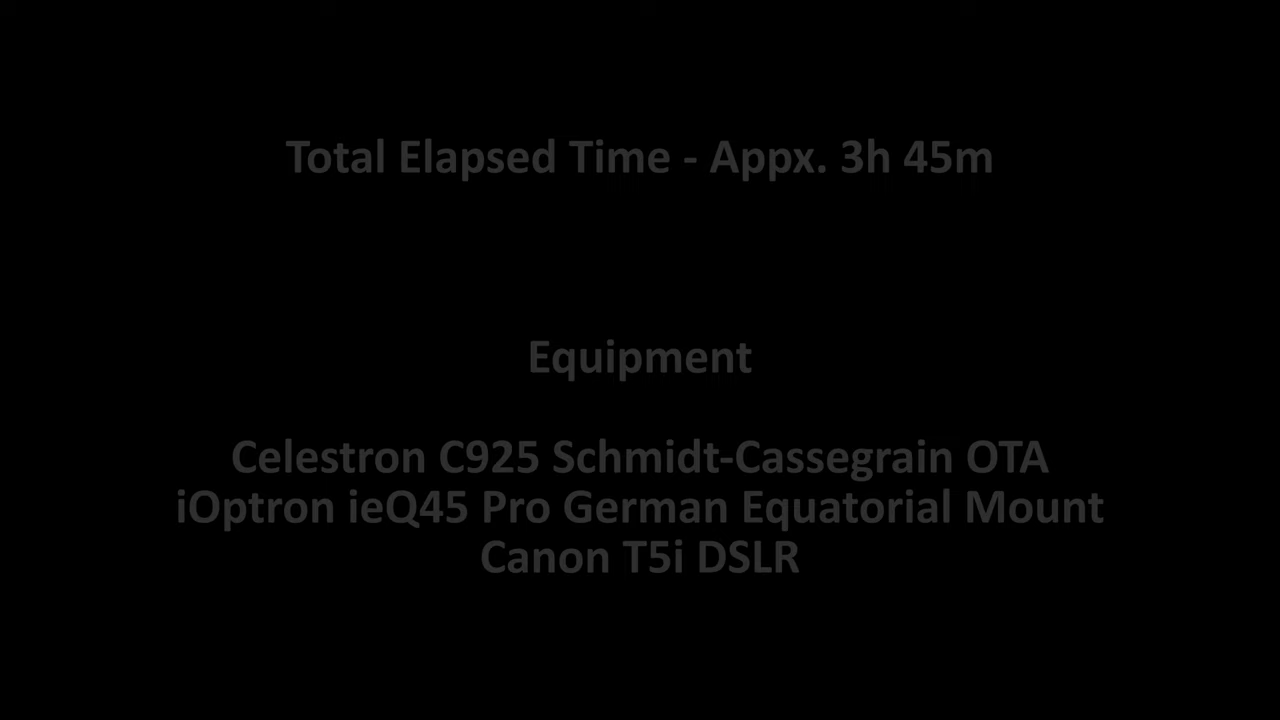 Total Elapsed Time - Appx. 3h 45m
Equipment
Celestron C925 Schmidt-Cassegrain OTA
iOptron ieQ45 Pro German Equatorial Mount
Canon T5i DSLR